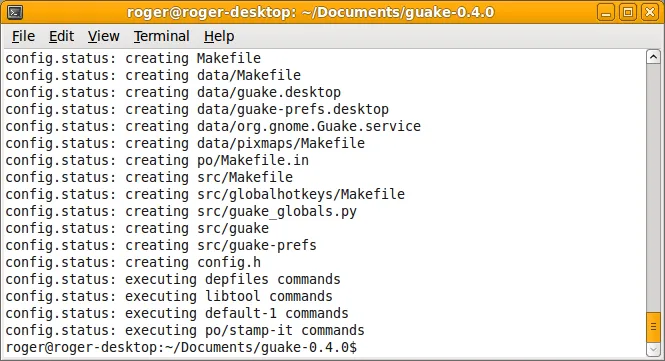 roger@roger-desktop: ~/Documents/guake-0.4.0
File Edit View Terminal Help
config.status: creating Makefile
config.status: creating data/Makefile
config.status: creating data/guake.desktop
config.status: creating data/guake-prefs.desktop
config.status: creating data/org.gnome.Guake.service
config.status: creating data/pixmaps/Makefile
config.status: creating po/Makefile.in
config.status: creating src/Makefile
config.status: creating src/globalhotkeys/Makefile
config.status: creating src/guake_globals.py
config.status: creating src/guake
config.status: creating src/guake-prefs
config.status: creating config.h
config.status: executing depfiles commands
config.status: executing libtool commands
config.status: executing default-1 commands
config.status: executing po/stamp-it commands
roger@roger-desktop:~/Documents/guake-0.4.0$